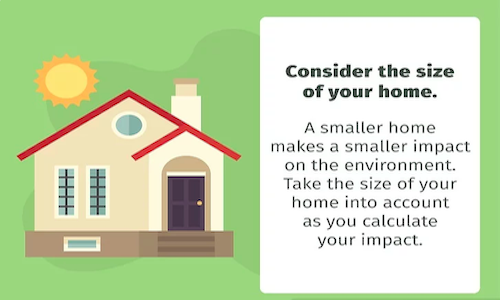 Consider the size
of your home.
A smaller home
makes a smaller impact
on the environment.
Take the size of your
home into account
as you calculate
your impact.